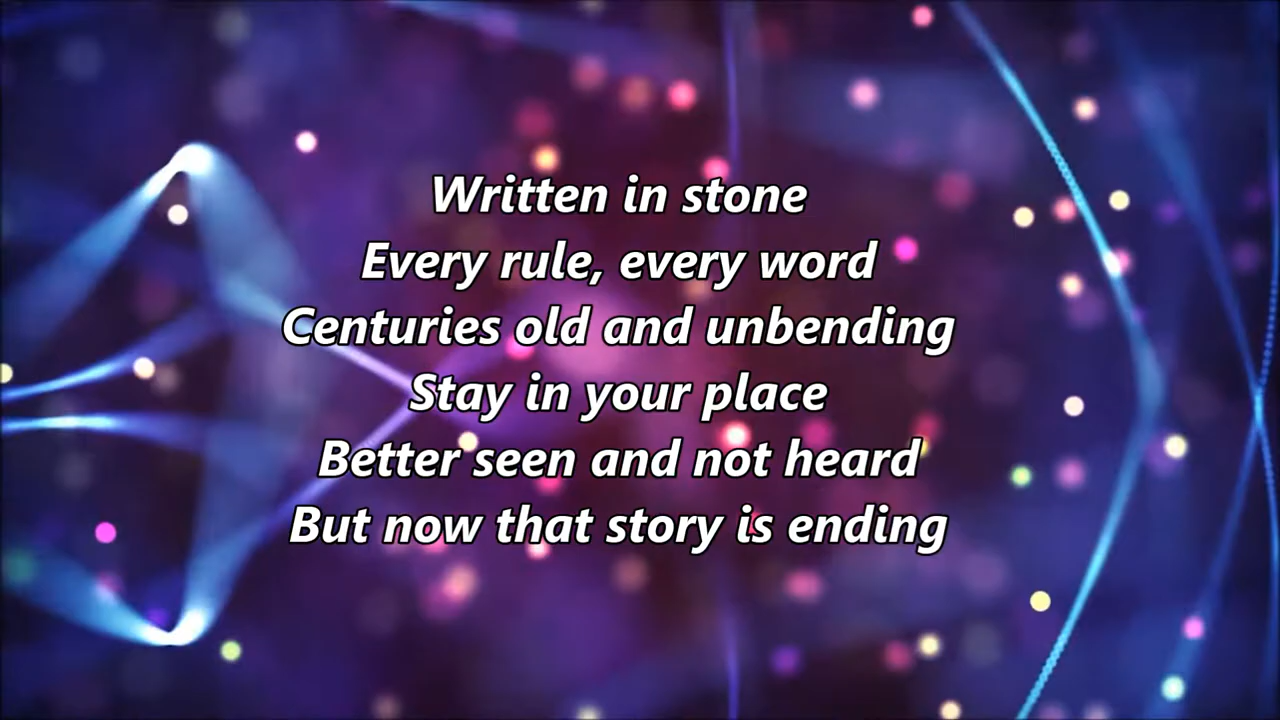 Written in stone
Every rule, every word
Centuries old and unbending
Stay in your place
Better seen and not heard
But now that story is ending